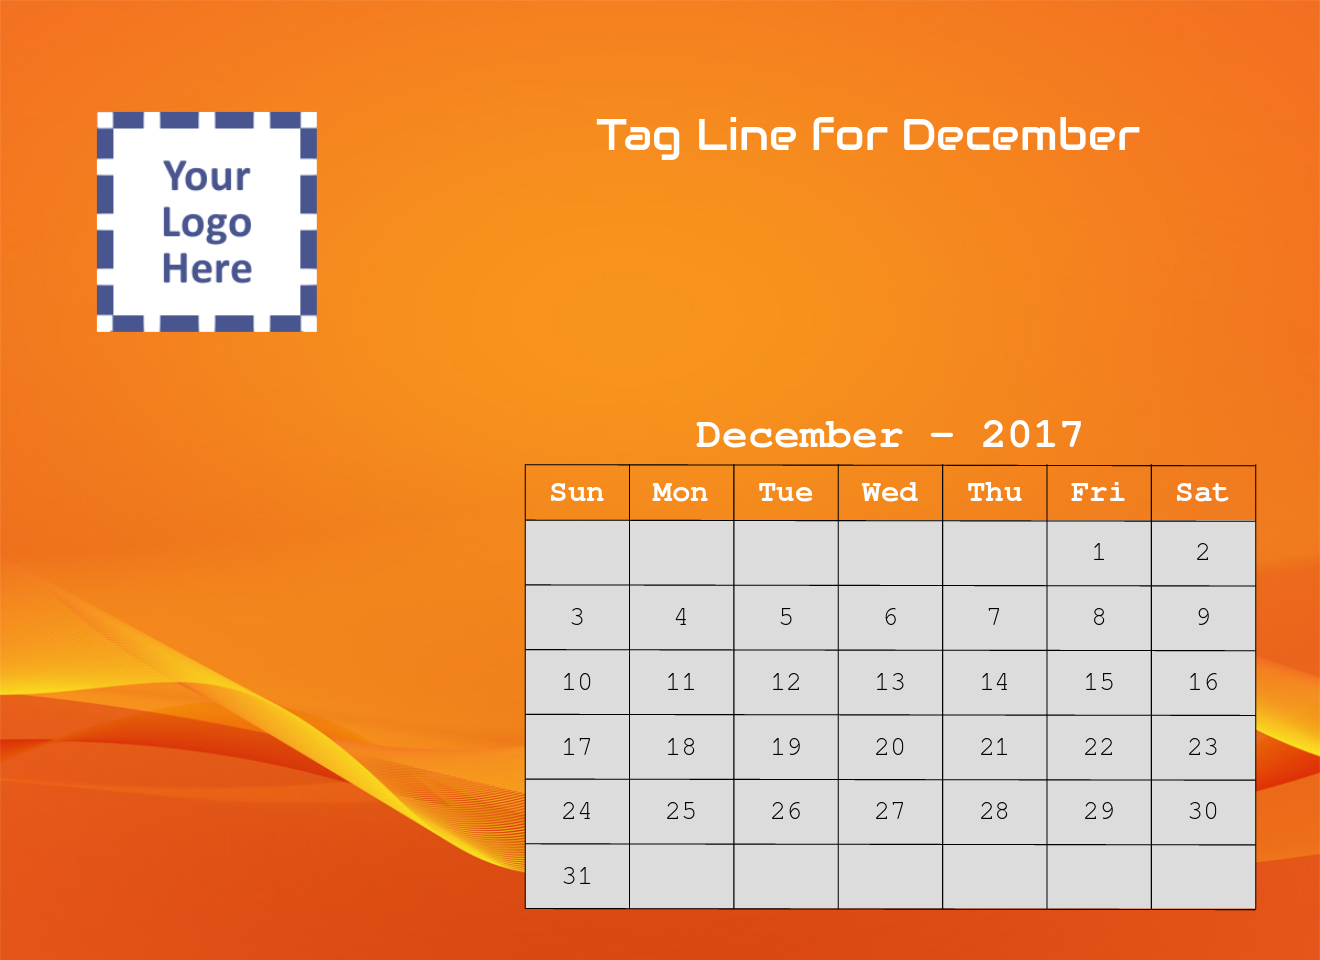 Your
Logo
Here
Tag Line for December
December - 2017
Sun Mon Tue Wed Thu Fri Sat
1 2
3 4 5 6 7 8 9
10 11 12 13 14 15 16
17 18 19 20 21 22 23
24 25 26 27 28 29 30
31